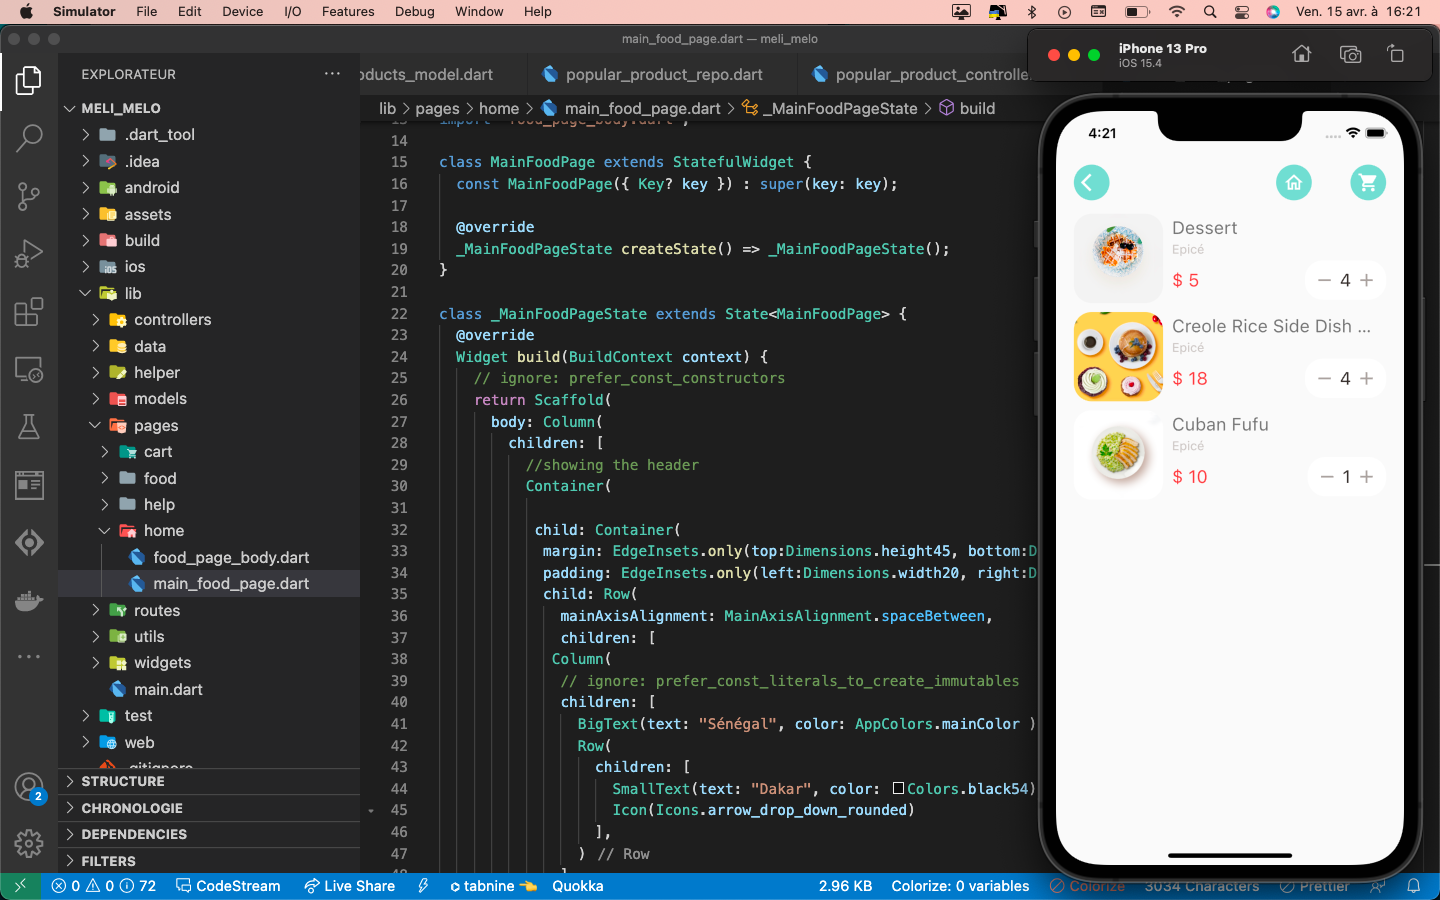 Simulator File Edit Device I/O Features Debug Window Help Ven. 15 avr. à 16:21
main_food_page.dart — meli_melo
iPhone 13 Pro
iOS 15.4
EXPLORATEUR
oducts_model.dart popular_product_repo.dart popular_product_controlle
MELI_MELO
lib > pages > home > main_food_page.dart > _MainFoodPageState > build
.dart_tool
.idea
android
assets
build
ios
lib
controllers
data
helper
models
pages
cart
food
help
home
food_page_body.dart
main_food_page.dart
routes
utils
widgets
main.dart
test
web
.gitignore
STRUCTURE
CHRONOLOGIE
DEPENDENCIES
FILTERS
2
13 import 'food_page_body.dart';
14
15 class MainFoodPage extends StatefulWidget {
16 const MainFoodPage({ Key? key }) : super(key: key);
17
18 @override
19 _MainFoodPageState createState() => _MainFoodPageState();
20 }
21
22 class _MainFoodPageState extends State<MainFoodPage> {
23 @override
24 Widget build(BuildContext context) {
25 // ignore: prefer_const_constructors
26 return Scaffold(
27 body: Column(
28 children: [
29 //showing the header
30 Container(
31
32 child: Container(
33 margin: EdgeInsets.only(top:Dimensions.height45, bottom:D
34 padding: EdgeInsets.only(left:Dimensions.width20, right:D
35 child: Row(
36 mainAxisAlignment: MainAxisAlignment.spaceBetween,
37 children: [
38 Column(
39 // ignore: prefer_const_literals_to_create_immutables
40 children: [
41 BigText(text: "Sénégal", color: AppColors.mainColor )
42 Row(
43 children: [
44 SmallText(text: "Dakar", color: Colors.black54)
45 Icon(Icons.arrow_drop_down_rounded)
46 ],
47 ) // Row
4:21
Dessert
Epicé
$ 5 − 4 +
Creole Rice Side Dish ...
Epicé
$ 18 − 4 +
Cuban Fufu
Epicé
$ 10 − 1 +
0 0 72 CodeStream Live Share tabnine Quokka 2.96 KB Colorize: 0 variables Colorize 3034 Characters Prettier